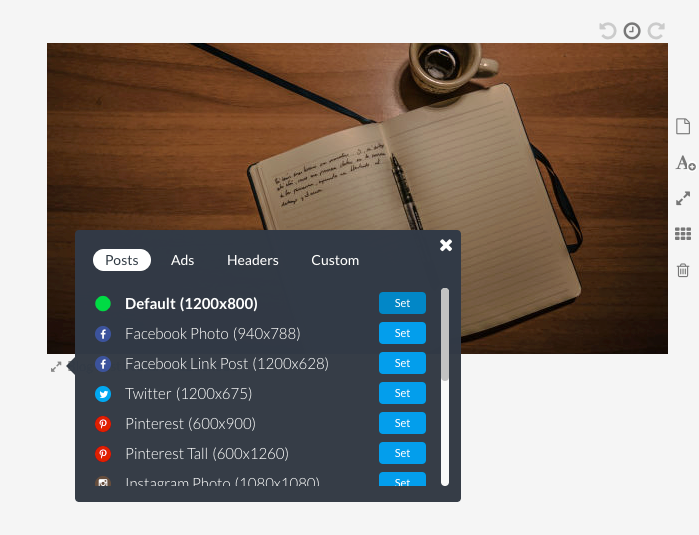 Posts Ads Headers Custom
Default (1200x800) Set
Facebook Photo (940x788) Set
Facebook Link Post (1200x628) Set
Twitter (1200x675) Set
Pinterest (600x900) Set
Pinterest Tall (600x1260) Set
Instagram Photo (1080x1080) Set